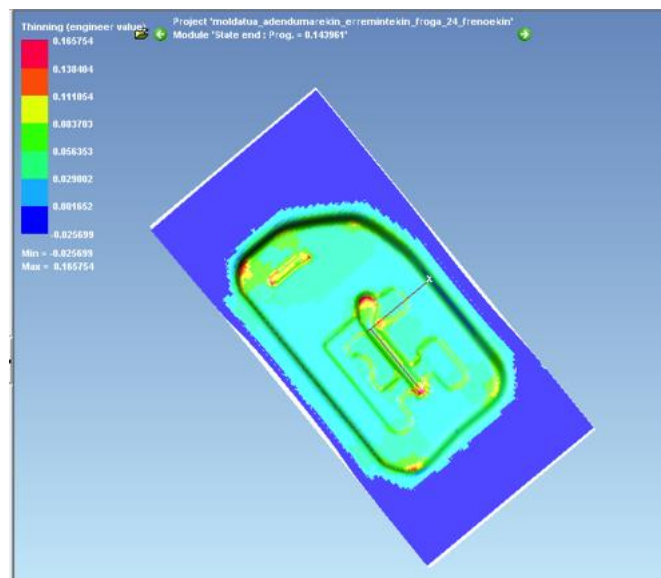 Thinning (engineer value)
Project 'moldatua_adendumarekin_erremintekin_froga_24_frenoekin'
Module 'State end : Prog. = 0.143961'
0.165754
0.138404
0.111054
0.083703
0.056353
0.029002
0.001652
-0.025699
Min = -0.025699
Max = 0.165754
X